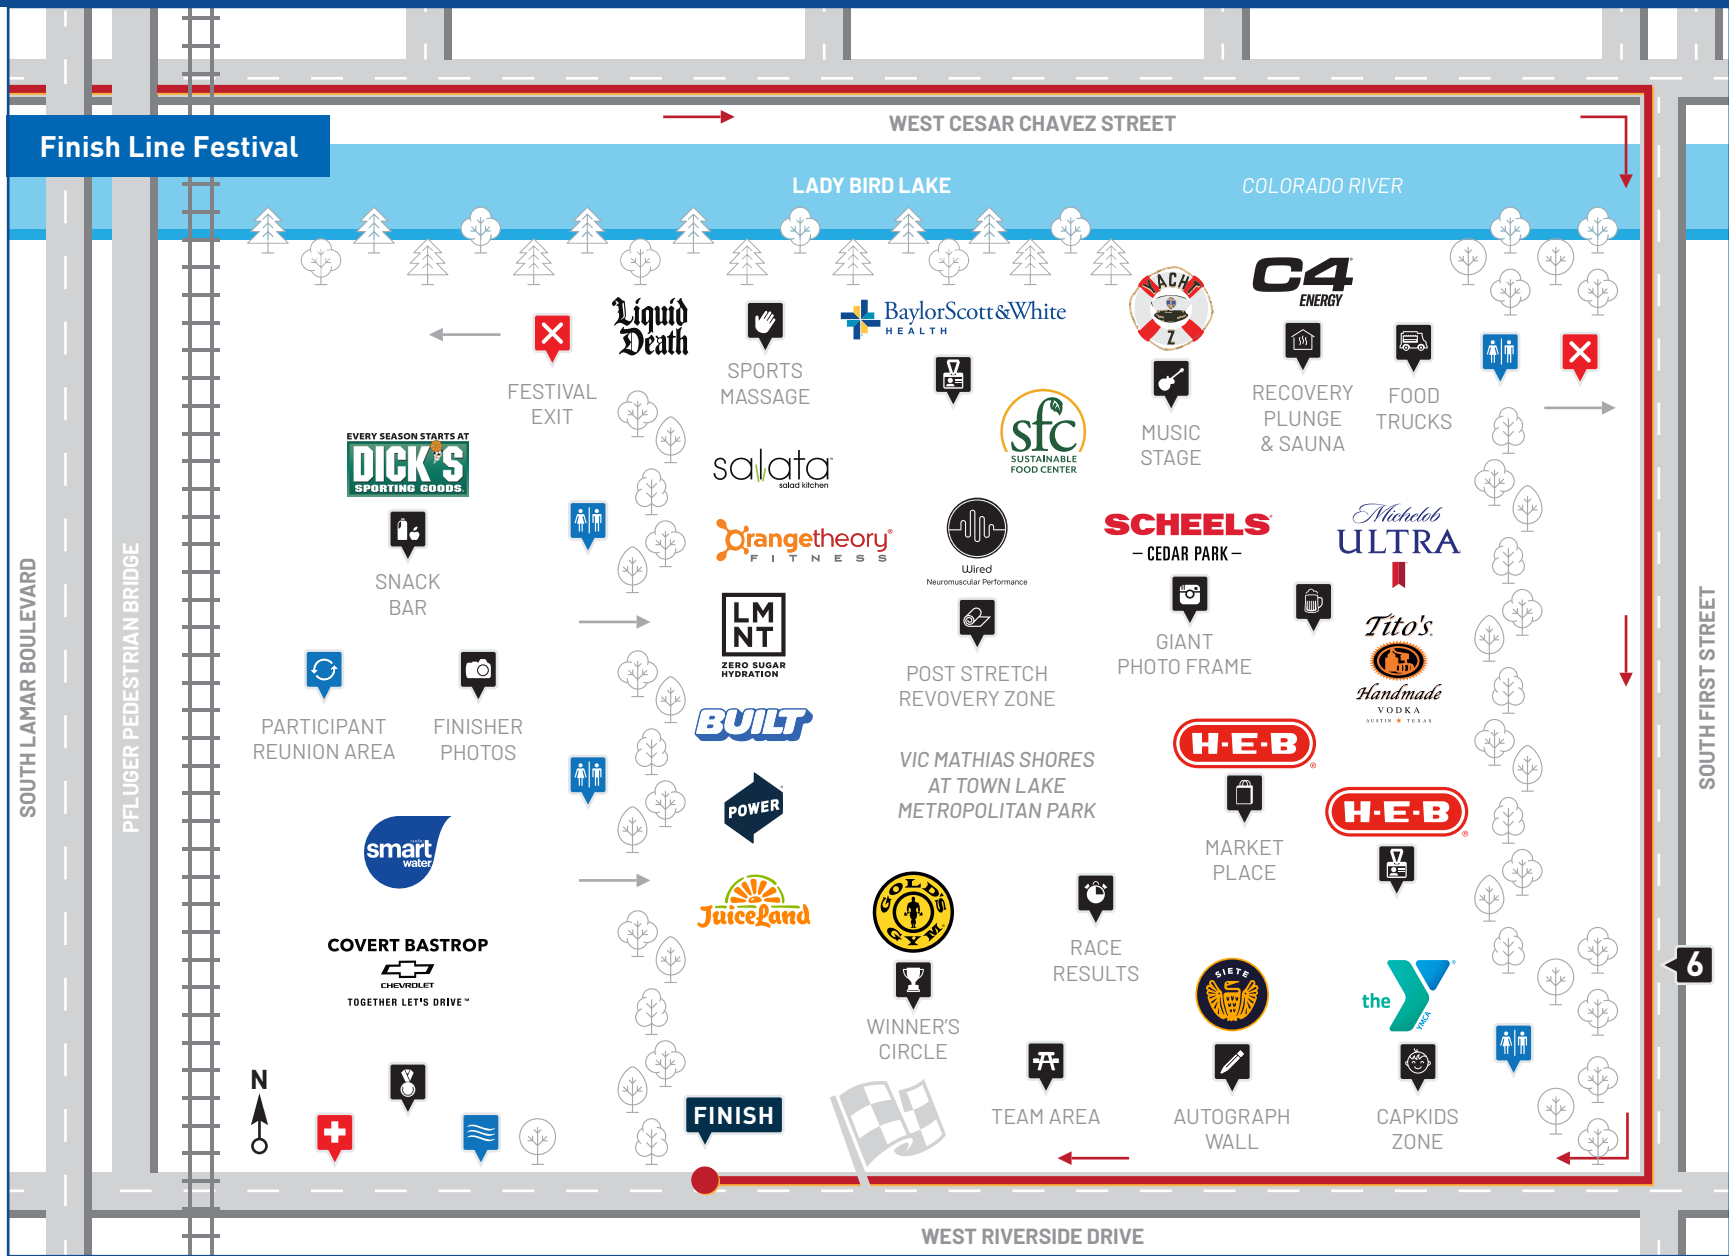 WEST CESAR CHAVEZ STREET
Finish Line Festival
LADY BIRD LAKE
COLORADO RIVER
SOUTH LAMAR BOULEVARD
PFLUGER PEDESTRIAN BRIDGE
FESTIVAL
EXIT
Liquid
Death
SPORTS
MASSAGE
BaylorScott&White
HEALTH
YACHT
Z
MUSIC
STAGE
C4
ENERGY
RECOVERY
PLUNGE
& SAUNA
FOOD
TRUCKS
EVERY SEASON STARTS AT
DICK'S
SPORTING GOODS
SNACK
BAR
salata
salad kitchen
sfc
SUSTAINABLE
FOOD CENTER
Orangetheory®
FITNESS
Wired
Neuromuscular Performance
SCHEELS®
– CEDAR PARK –
Michelob
ULTRA
LM
NT
ZERO SUGAR
HYDRATION
POST STRETCH
REVOVERY ZONE
GIANT
PHOTO FRAME
Tito's
Handmade
VODKA
AUSTIN ★ TEXAS
PARTICIPANT
REUNION AREA
FINISHER
PHOTOS
BUILT
VIC MATHIAS SHORES
AT TOWN LAKE
METROPOLITAN PARK
H-E-B®
MARKET
PLACE
H-E-B®
smart
water
POWER
JuiceLand
GOLD'S
GYM
WINNER'S
CIRCLE
RACE
RESULTS
COVERT BASTROP
CHEVROLET
TOGETHER LET'S DRIVE™
SIETE
AUTOGRAPH
WALL
the Y®
YMCA
CAPKIDS
ZONE
TEAM AREA
N
FINISH
6
SOUTH FIRST STREET
WEST RIVERSIDE DRIVE